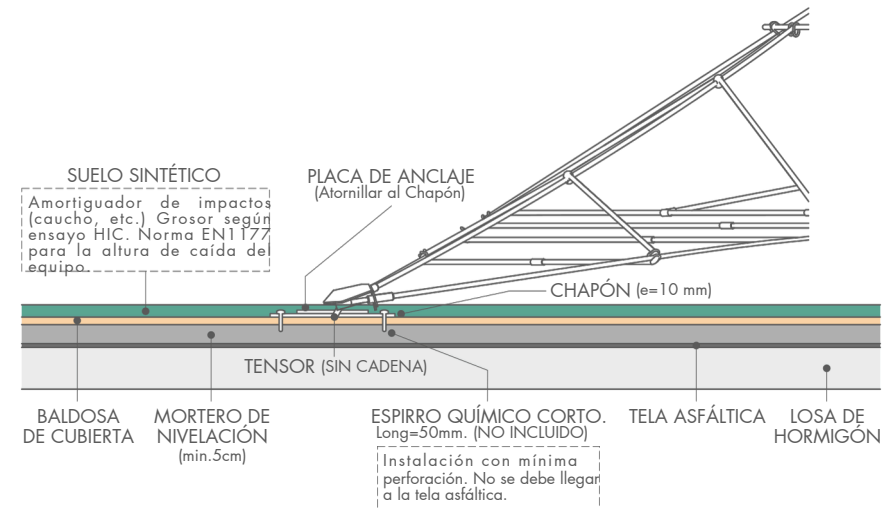 SUELO SINTÉTICO
Amortiguador de impactos
(caucho, etc.) Grosor según
ensayo HIC. Norma EN1177
para la altura de caída del
equipo.
PLACA DE ANCLAJE
(Atornillar al Chapón)
CHAPÓN (e=10 mm)
TENSOR (SIN CADENA)
BALDOSA
DE CUBIERTA
MORTERO DE
NIVELACIÓN
(min.5cm)
ESPIRRO QUÍMICO CORTO.
Long=50mm. (NO INCLUIDO)
Instalación con mínima
perforación. No se debe llegar
a la tela asfáltica.
TELA ASFÁLTICA
LOSA DE
HORMIGÓN